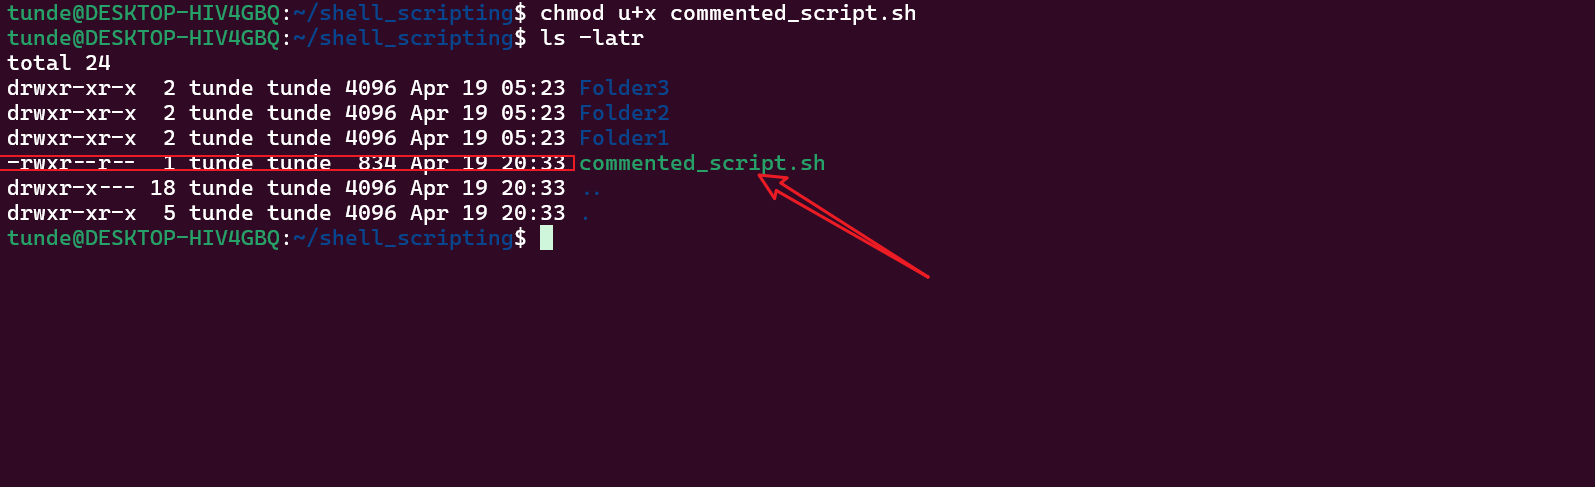 tunde@DESKTOP-HIV4GBQ:~/shell_scripting$ chmod u+x commented_script.sh
tunde@DESKTOP-HIV4GBQ:~/shell_scripting$ ls -latr
total 24
drwxr-xr-x  2 tunde tunde 4096 Apr 19 05:23 Folder3
drwxr-xr-x  2 tunde tunde 4096 Apr 19 05:23 Folder2
drwxr-xr-x  2 tunde tunde 4096 Apr 19 05:23 Folder1
-rwxr--r--  1 tunde tunde  834 Apr 19 20:33 commented_script.sh
drwxr-x--- 18 tunde tunde 4096 Apr 19 20:33 ..
drwxr-xr-x  5 tunde tunde 4096 Apr 19 20:33 .
tunde@DESKTOP-HIV4GBQ:~/shell_scripting$